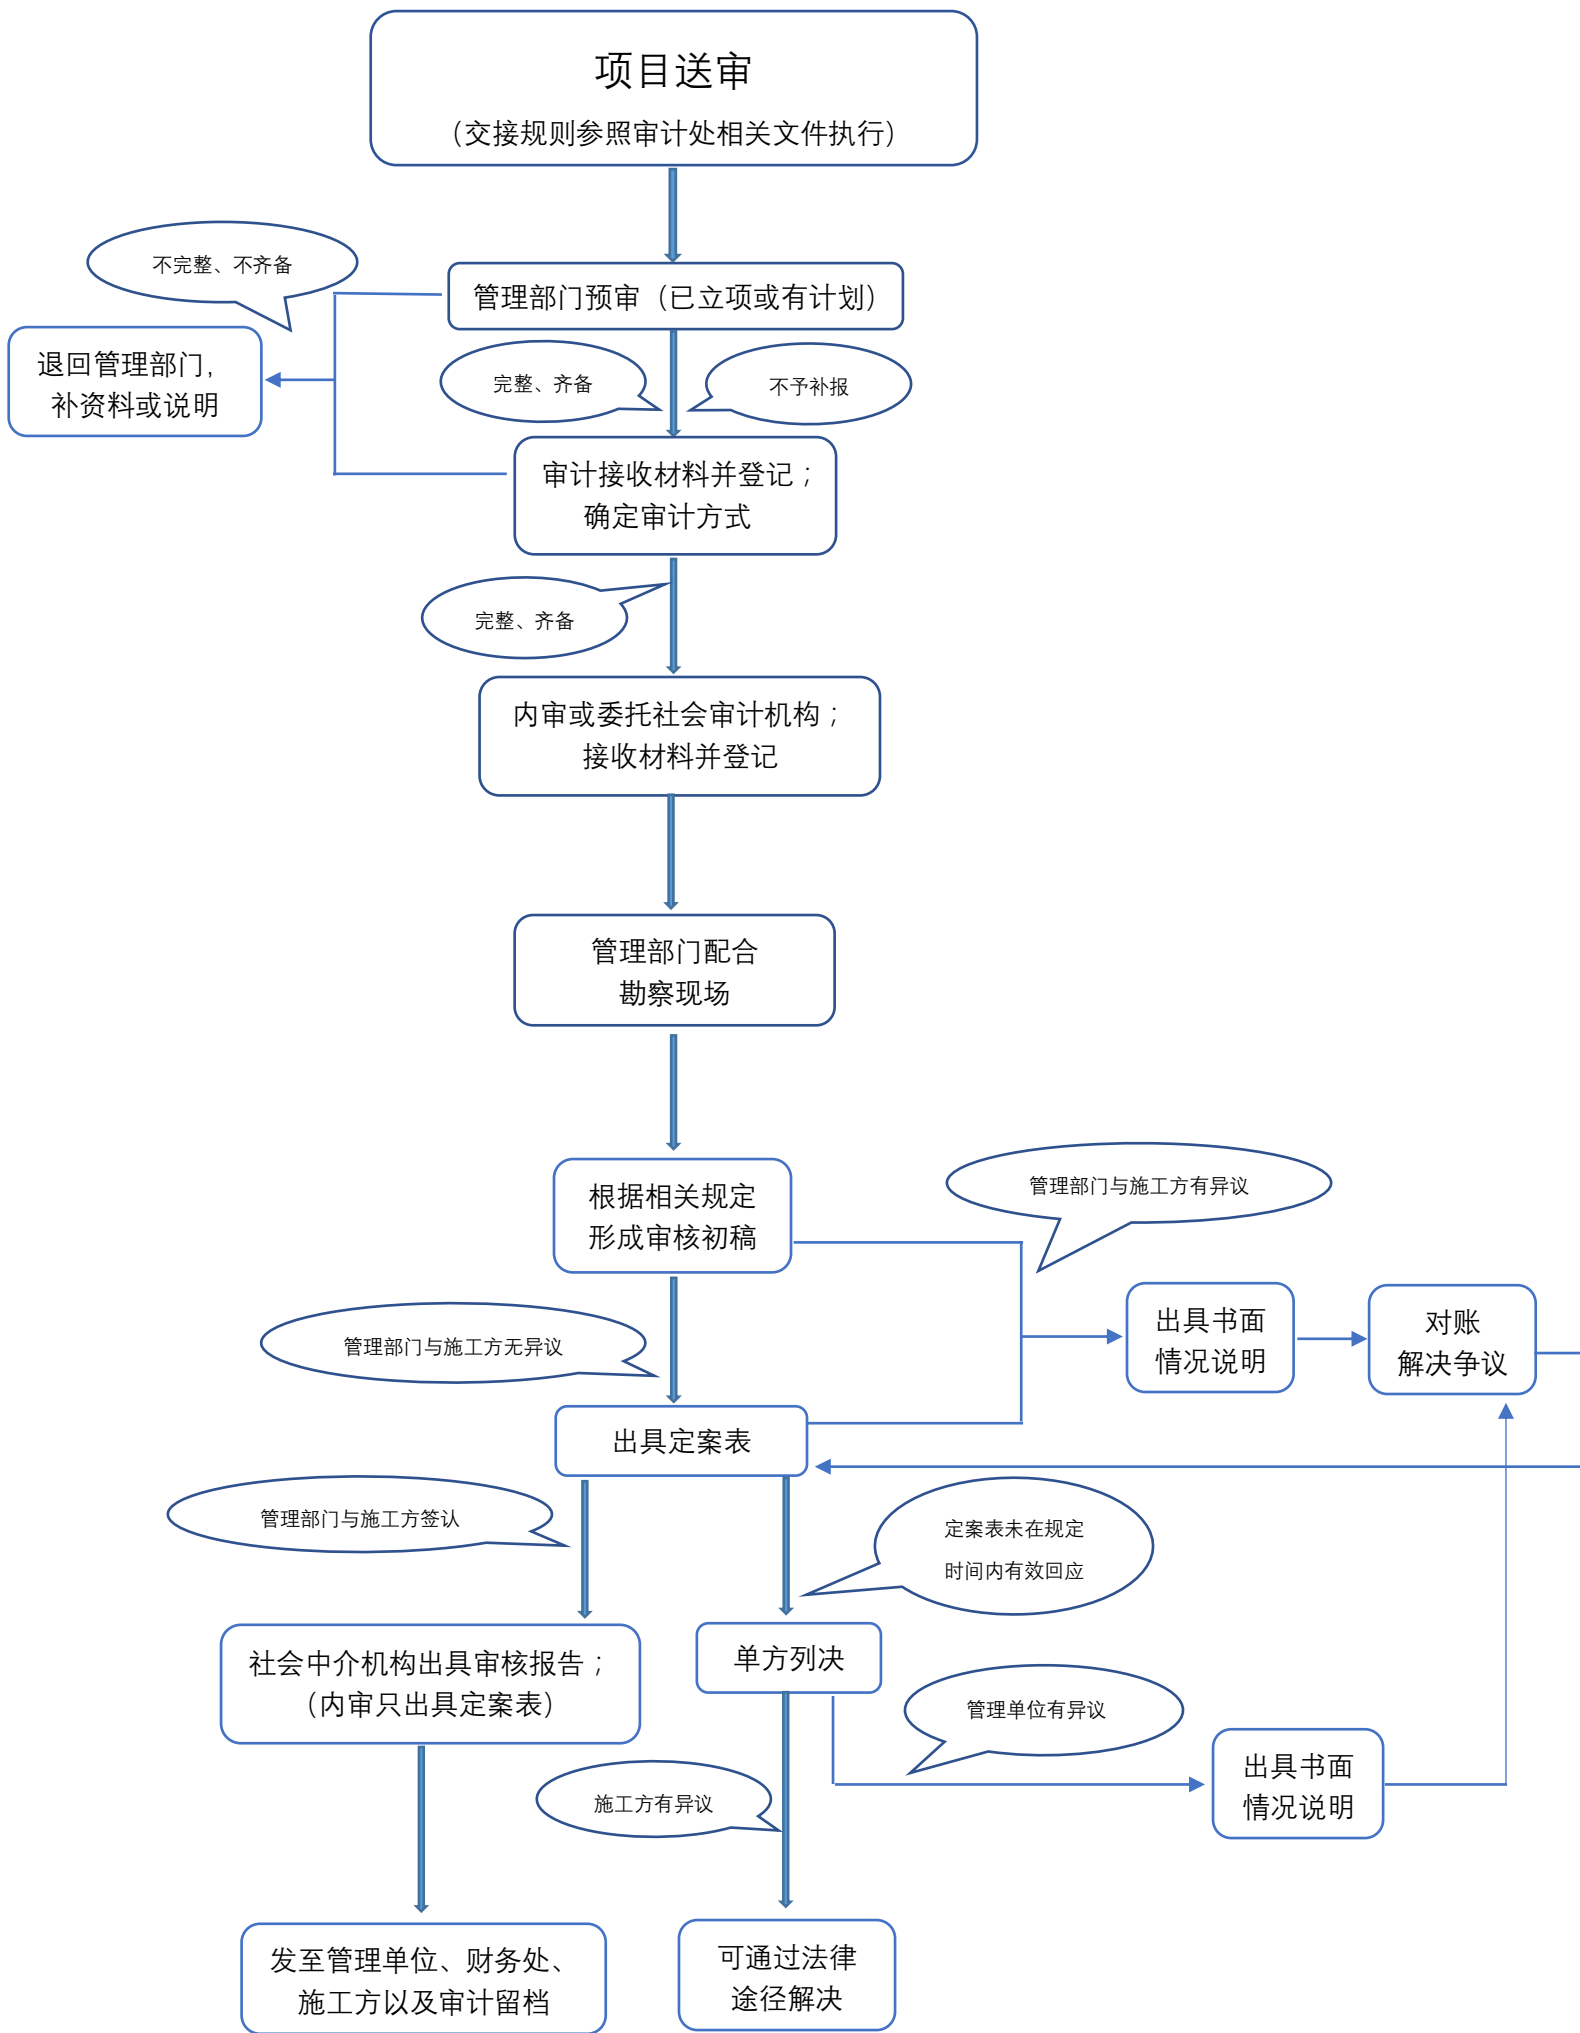 项目送审
（交接规则参照审计处相关文件执行）
不完整、不齐备
管理部门预审（已立项或有计划）
退回管理部门，
补资料或说明
完整、齐备
不予补报
审计接收材料并登记；
确定审计方式
完整、齐备
内审或委托社会审计机构；
接收材料并登记
管理部门配合
勘察现场
根据相关规定
形成审核初稿
管理部门与施工方有异议
出具书面
情况说明
对账
解决争议
管理部门与施工方无异议
出具定案表
管理部门与施工方签认
定案表未在规定
时间内有效回应
社会中介机构出具审核报告；
（内审只出具定案表）
单方列决
管理单位有异议
出具书面
情况说明
施工方有异议
发至管理单位、财务处、
施工方以及审计留档
可通过法律
途径解决